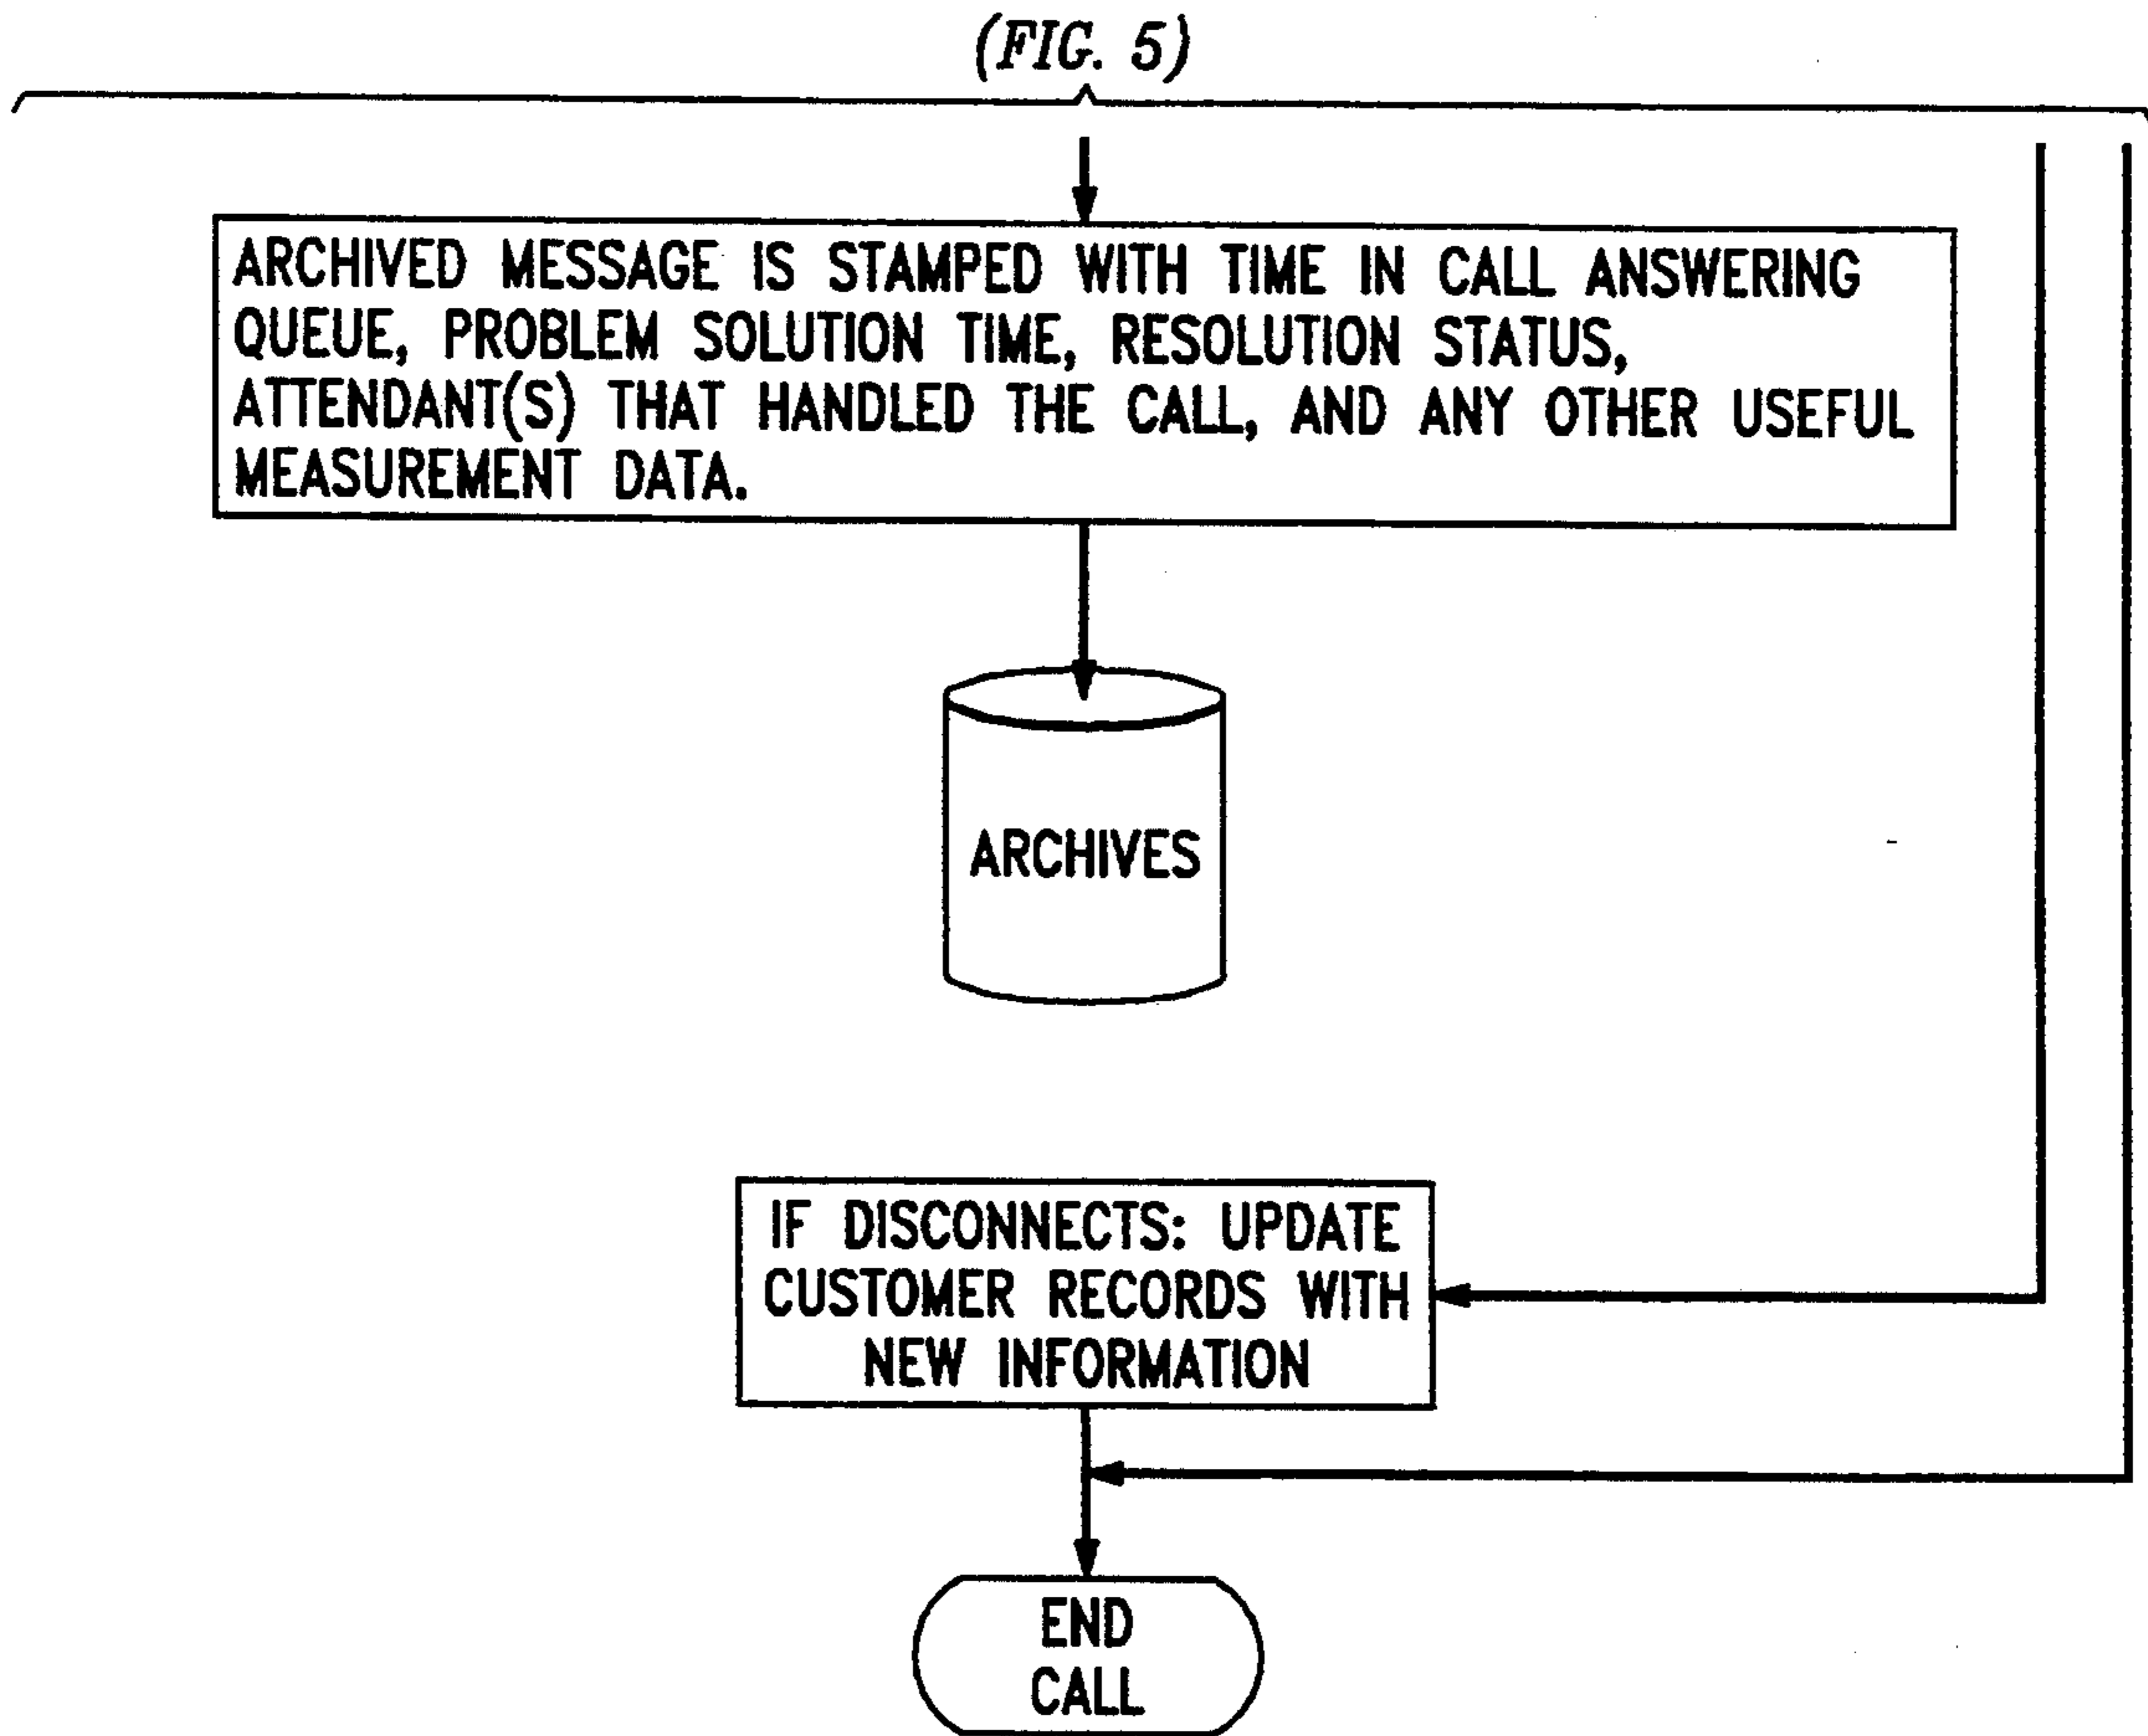 (FIG. 5)
ARCHIVED MESSAGE IS STAMPED WITH TIME IN CALL ANSWERING
QUEUE, PROBLEM SOLUTION TIME, RESOLUTION STATUS,
ATTENDANT(S) THAT HANDLED THE CALL, AND ANY OTHER USEFUL
MEASUREMENT DATA.
ARCHIVES
IF DISCONNECTS: UPDATE
CUSTOMER RECORDS WITH
NEW INFORMATION
END
CALL